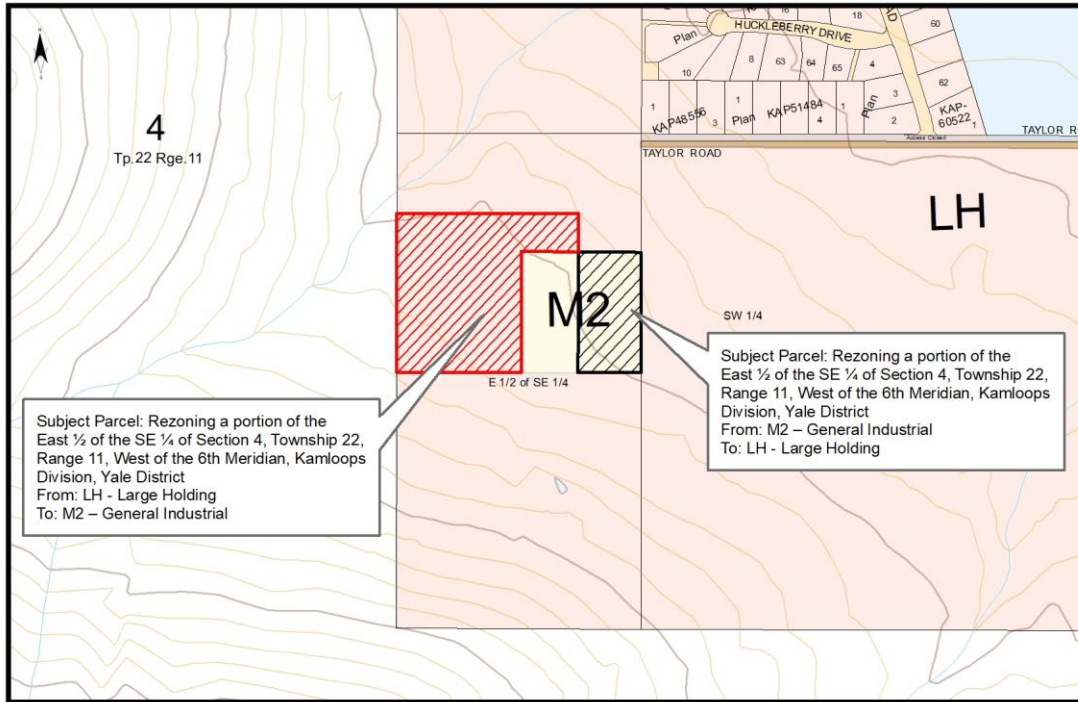 HUCKLEBERRY DRIVE
Plan
16
18
60
10
8
63
64
65
4
3
62
1
3
1
4
1
2
1
KAP48556
Plan
KAP51484
Plan
KAP-
60522
Access Closed
TAYLOR R
TAYLOR ROAD
4
Tp.22 Rge.11
LH
M2
SW 1/4
E 1/2 of SE 1/4
Subject Parcel: Rezoning a portion of the
East ½ of the SE ¼ of Section 4, Township 22,
Range 11, West of the 6th Meridian, Kamloops
Division, Yale District
From: M2 – General Industrial
To: LH - Large Holding
Subject Parcel: Rezoning a portion of the
East ½ of the SE ¼ of Section 4, Township 22,
Range 11, West of the 6th Meridian, Kamloops
Division, Yale District
From: LH - Large Holding
To: M2 – General Industrial